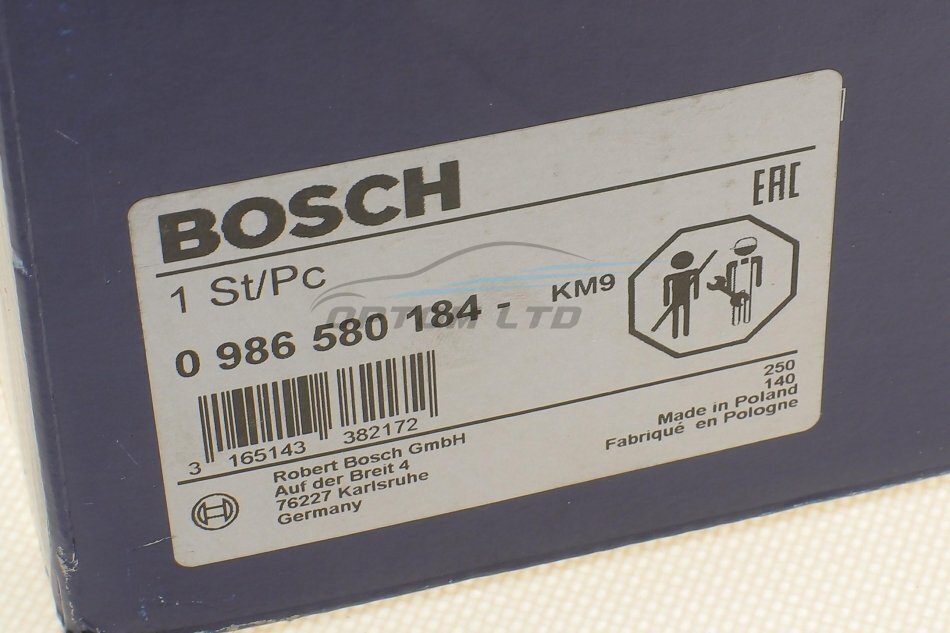 BOSCH
EAC
1 St/Pc
OPTOM LTD
0 986 580 184 -
KM9
3 165143 382172
250
140
Made in Poland
Fabriqué en Pologne
Robert Bosch GmbH
Auf der Breit 4
76227 Karlsruhe
Germany